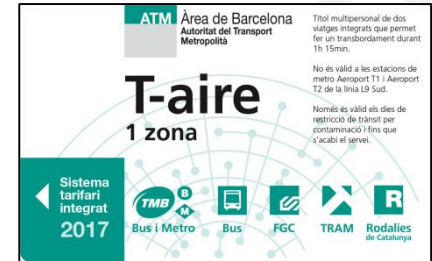 ATM Àrea de Barcelona
Autoritat del Transport
Metropolità
Títol multipersonal de dos
viatges integrats que permet
fer un transbordament durant
1h 15min.
No és vàlid a les estacions de
metro Aeroport T1 i Aeroport
T2 de la línia L9 Sud.
Només és vàlid els dies de
restricció de trànsit per
contaminació i fins que
s'acabi el servei.
T-aire
1 zona
Sistema
tarifari
integrat
2017
TMB B M
Bus i Metro
Bus
FGC
TRAM
R
Rodalies
de Catalunya